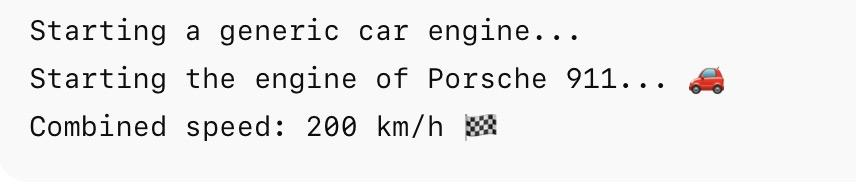 Starting a generic car engine...
Starting the engine of Porsche 911... 🚗
Combined speed: 200 km/h 🏁